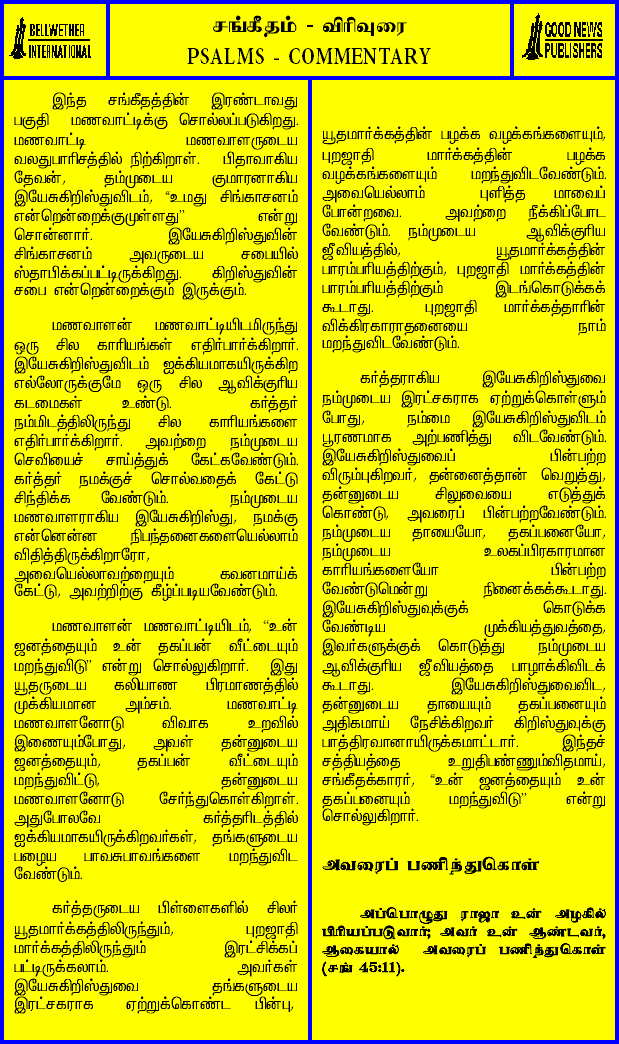 BELLWETHER
INTERNATIONAL
சங்கீதம் - விரிவுரை
PSALMS - COMMENTARY
GOOD NEWS
PUBLISHERS
இந்த சங்கீதத்தின் இரண்டாவது
பகுதி மணவாட்டிக்கு சொல்லப்படுகிறது.
மணவாட்டி மணவாளருடைய
வலதுபாரிசத்தில் நிற்கிறாள். பிதாவாகிய
தேவன், தம்முடைய குமாரனாகிய
இயேசுகிறிஸ்துவிடம், “உமது சிங்காசனம்
என்றென்றைக்குமுள்ளது” என்று
சொன்னார். இயேசுகிறிஸ்துவின்
சிங்காசனம் அவருடைய சபையில்
ஸ்தாபிக்கப்பட்டிருக்கிறது. கிறிஸ்துவின்
சபை என்றென்றைக்கும் இருக்கும்.
மணவாளன் மணவாட்டியிடமிருந்து
ஒரு சில காரியங்கள் எதிர்பார்க்கிறார்.
இயேசுகிறிஸ்துவிடம் ஐக்கியமாகயிருக்கிற
எல்லோருக்குமே ஒரு சில ஆவிக்குரிய
கடமைகள் உண்டு. கர்த்தர்
நம்மிடத்திலிருந்து சில காரியங்களை
எதிர்பார்க்கிறார். அவற்றை நம்முடைய
செவியைச் சாய்த்துக் கேட்கவேண்டும்.
கர்த்தர் நமக்குச் சொல்வதைக் கேட்டு
சிந்திக்க வேண்டும். நம்முடைய
மணவாளராகிய இயேசுகிறிஸ்து, நமக்கு
என்னென்ன நிபந்தனைகளையெல்லாம்
விதித்திருக்கிறாரோ,
அவையெல்லாவற்றையும் கவனமாய்க்
கேட்டு, அவற்றிற்கு கீழ்ப்படியவேண்டும்.
மணவாளன் மணவாட்டியிடம், “உன்
ஜனத்தையும் உன் தகப்பன் வீட்டையும்
மறந்துவிடு” என்று சொல்லுகிறார். இது
யூதருடைய கலியாண பிரமாணத்தில்
முக்கியமான அம்சம். மணவாட்டி
மணவாளனோடு விவாக உறவில்
இணையும்போது, அவள் தன்னுடைய
ஜனத்தையும், தகப்பன் வீட்டையும்
மறந்துவிட்டு, தன்னுடைய
மணவாளனோடு சேர்ந்துகொள்கிறாள்.
அதுபோலவே கர்த்தரிடத்தில்
ஐக்கியமாகயிருக்கிறவர்கள், தங்களுடைய
பழைய பாவசுபாவங்களை மறந்துவிட
வேண்டும்.
கர்த்தருடைய பிள்ளைகளில் சிலர்
யூதமார்க்கத்திலிருந்தும், புறஜாதி
மார்க்கத்திலிருந்தும் இரட்சிக்கப்
பட்டிருக்கலாம். அவர்கள்
இயேசுகிறிஸ்துவை தங்களுடைய
இரட்சகராக ஏற்றுக்கொண்ட பின்பு,
யூதமார்க்கத்தின் பழக்க வழக்கங்களையும்,
புறஜாதி மார்க்கத்தின் பழக்க
வழக்கங்களையும் மறந்துவிடவேண்டும்.
அவையெல்லாம் புளித்த மாவைப்
போன்றவை. அவற்றை நீக்கிப்போட
வேண்டும். நம்முடைய ஆவிக்குரிய
ஜீவியத்தில், யூதமார்க்கத்தின்
பாரம்பரியத்திற்கும், புறஜாதி மார்க்கத்தின்
பாரம்பரியத்திற்கும் இடங்கொடுக்கக்
கூடாது. புறஜாதி மார்க்கத்தாரின்
விக்கிரகாராதனையை நாம்
மறந்துவிடவேண்டும்.
கர்த்தராகிய இயேசுகிறிஸ்துவை
நம்முடைய இரட்சகராக ஏற்றுக்கொள்ளும்
போது, நம்மை இயேசுகிறிஸ்துவிடம்
பூரணமாக அற்பணித்து விடவேண்டும்.
இயேசுகிறிஸ்துவைப் பின்பற்ற
விரும்புகிறவர், தன்னைத்தான் வெறுத்து,
தன்னுடைய சிலுவையை எடுத்துக்
கொண்டு, அவரைப் பின்பற்றவேண்டும்.
நம்முடைய தாயையோ, தகப்பனையோ,
நம்முடைய உலகப்பிரகாரமான
காரியங்களையோ பின்பற்ற
வேண்டுமென்று நினைக்கக்கூடாது.
இயேசுகிறிஸ்துவுக்குக் கொடுக்க
வேண்டிய முக்கியத்துவத்தை,
இவர்களுக்குக் கொடுத்து நம்முடைய
ஆவிக்குரிய ஜீவியத்தை பாழாக்கிவிடக்
கூடாது. இயேசுகிறிஸ்துவைவிட,
தன்னுடைய தாயையும் தகப்பனையும்
அதிகமாய் நேசிக்கிறவர் கிறிஸ்துவுக்கு
பாத்திரவானாயிருக்கமாட்டார். இந்தச்
சத்தியத்தை உறுதிபண்ணும்விதமாய்,
சங்கீதக்காரர், “உன் ஜனத்தையும் உன்
தகப்பனையும் மறந்துவிடு” என்று
சொல்லுகிறார்.
அவரைப் பணிந்துகொள்
அப்பொழுது ராஜா உன் அழகில்
பிரியப்படுவார்; அவர் உன் ஆண்டவர்,
ஆகையால் அவரைப் பணிந்துகொள்
(சங் 45:11).